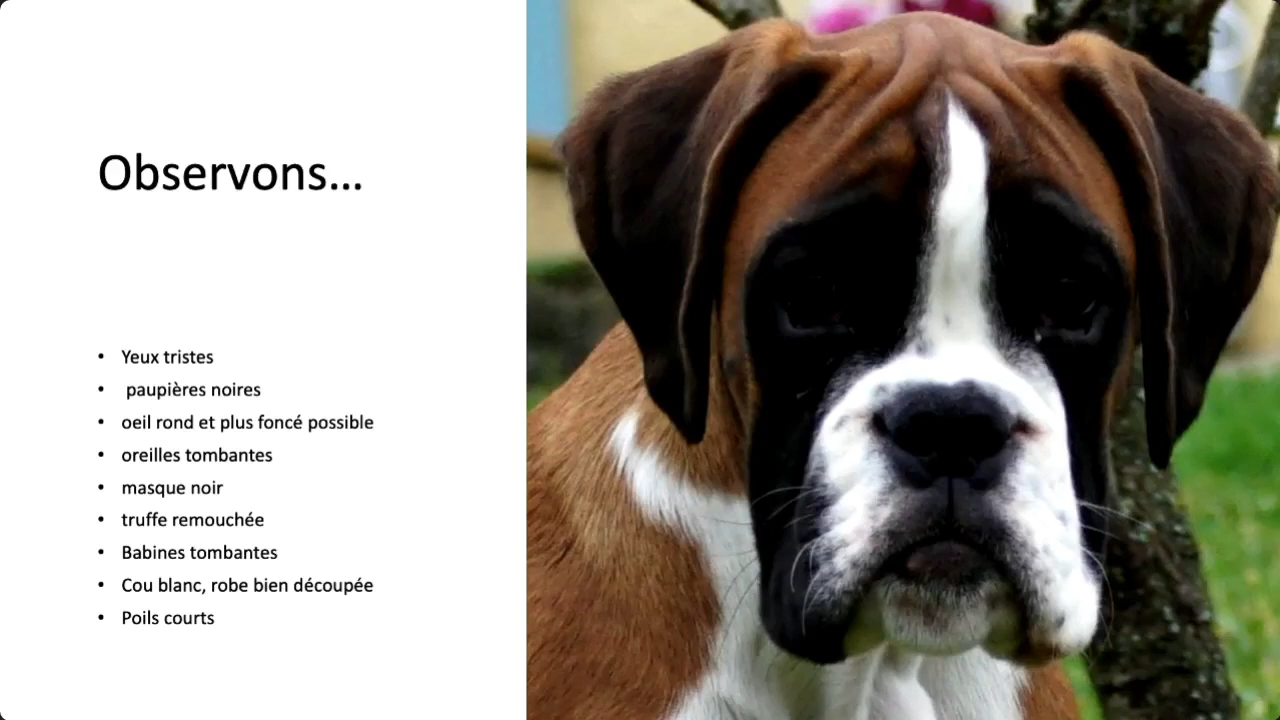 Observons...
• Yeux tristes
• paupières noires
• oeil rond et plus foncé possible
• oreilles tombantes
• masque noir
• truffe remouchée
• Babines tombantes
• Cou blanc, robe bien découpée
• Poils courts